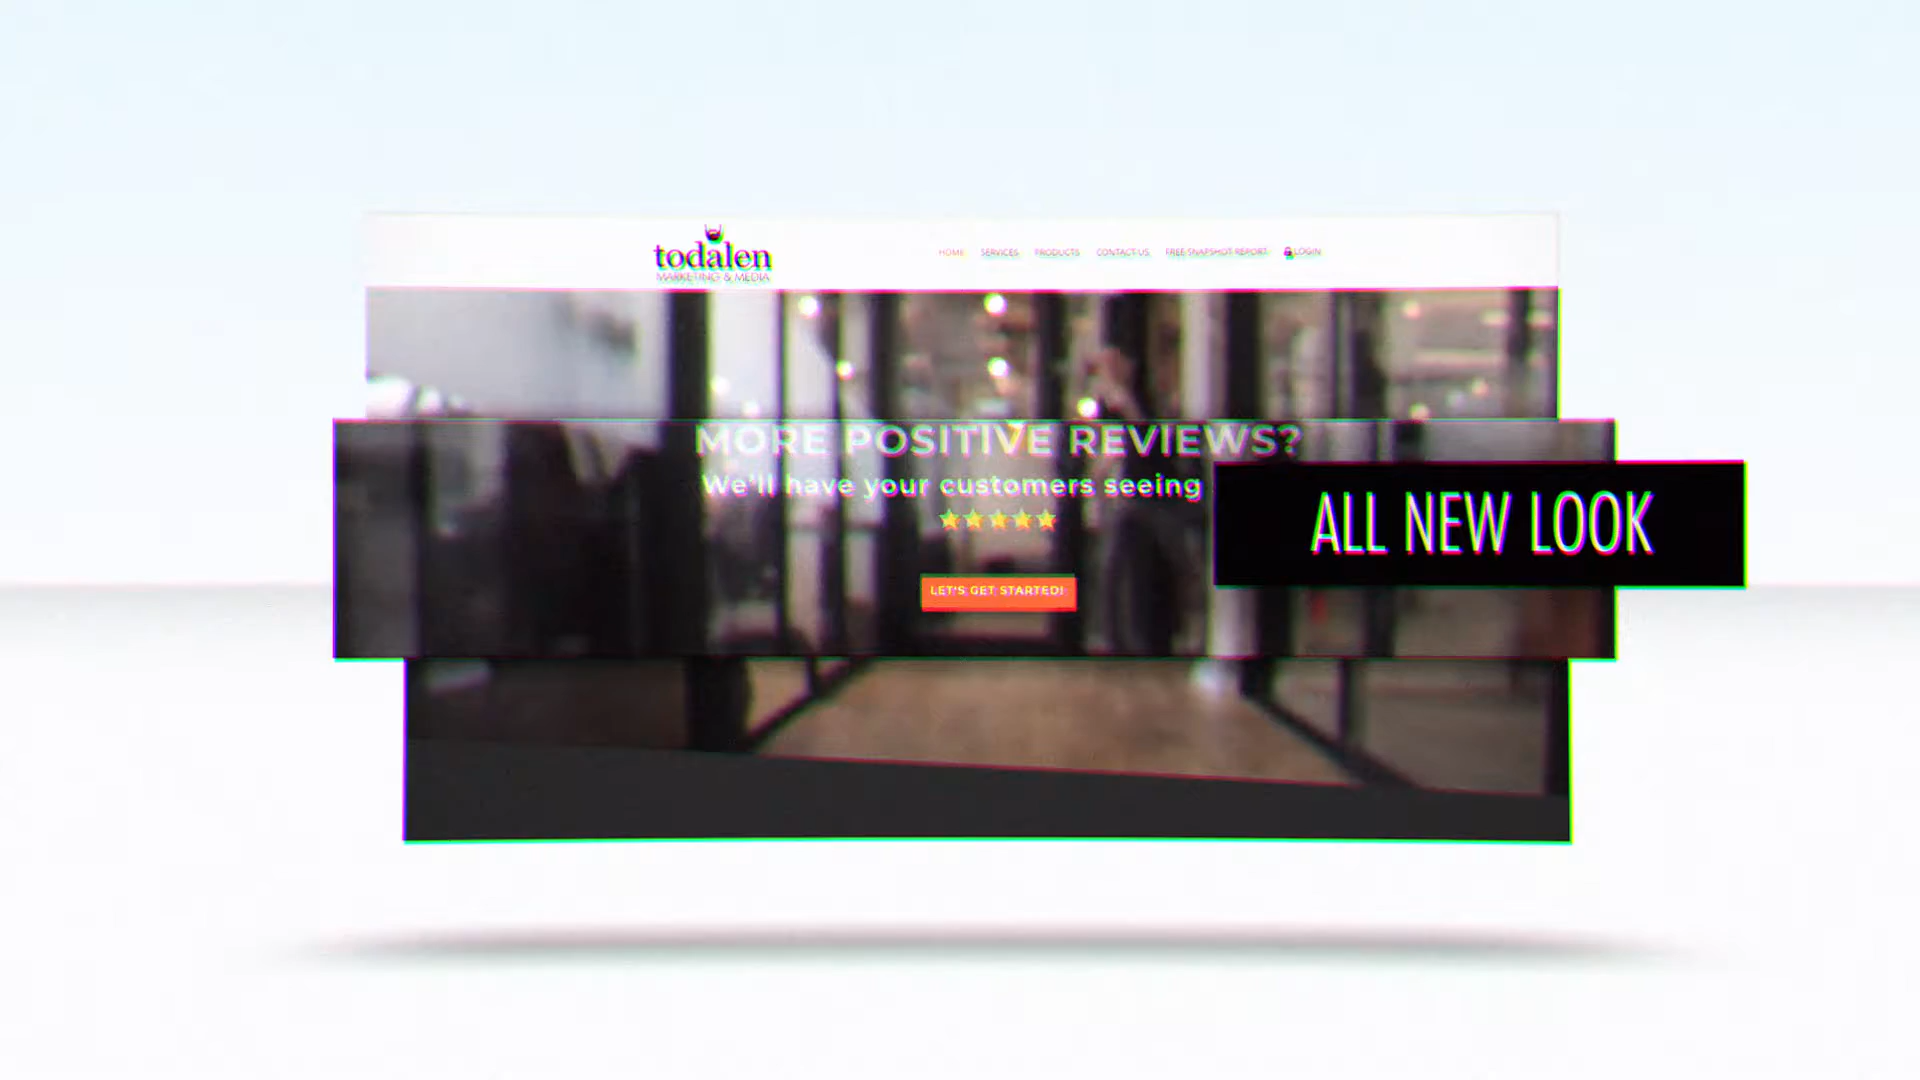 todalen
MARKETING & MEDIA
HOME SERVICES PRODUCTS CONTACT US FREE SNAPSHOT REPORT LOGIN
MORE POSITIVE REVIEWS?
We'll have your customers seeing
ALL NEW LOOK
LET'S GET STARTED!